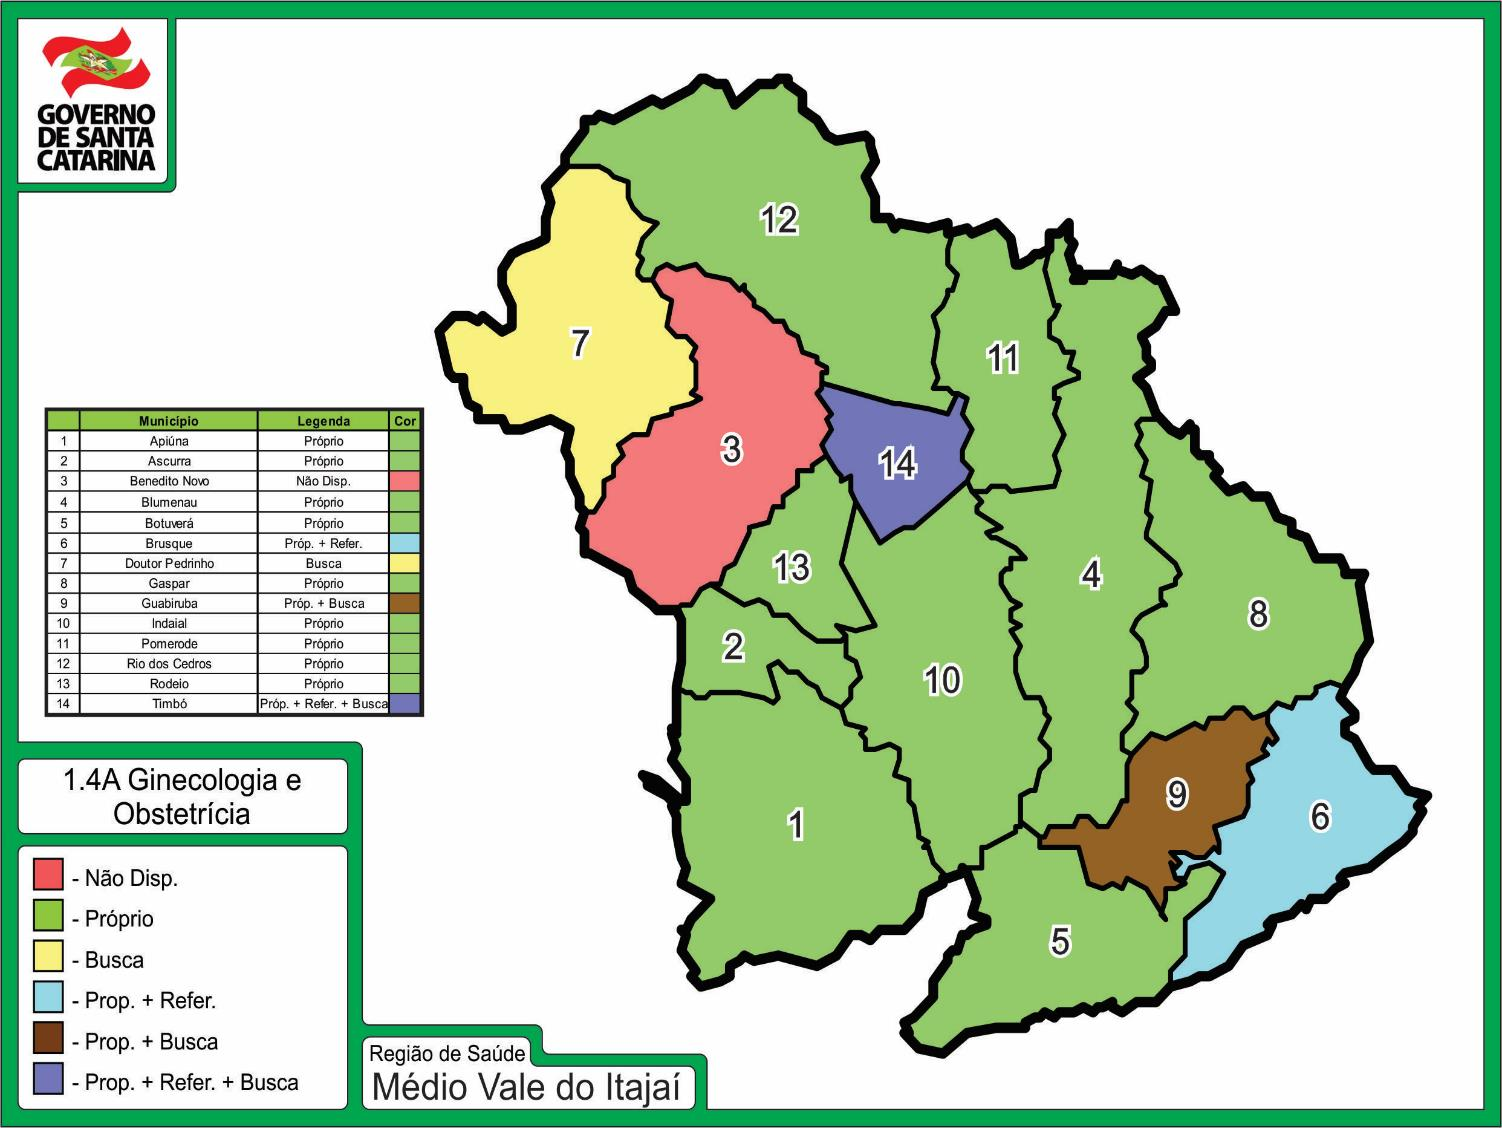 GOVERNO
DE SANTA
CATARINA
12
7
11
3
14
13
4
8
2
10
9
1
6
5
Município Legenda Cor
1 Apiúna Próprio
2 Ascurra Próprio
3 Benedito Novo Não Disp.
4 Blumenau Próprio
5 Botuverá Próprio
6 Brusque Próp. + Refer.
7 Doutor Pedrinho Busca
8 Gaspar Próprio
9 Guabiruba Próp. + Busca
10 Indaial Próprio
11 Pomerode Próprio
12 Rio dos Cedros Próprio
13 Rodeio Próprio
14 Timbó Próp. + Refer. + Busca
1.4A Ginecologia e
Obstetrícia
- Não Disp.
- Próprio
- Busca
- Prop. + Refer.
- Prop. + Busca
- Prop. + Refer. + Busca
Região de Saúde
Médio Vale do Itajaí